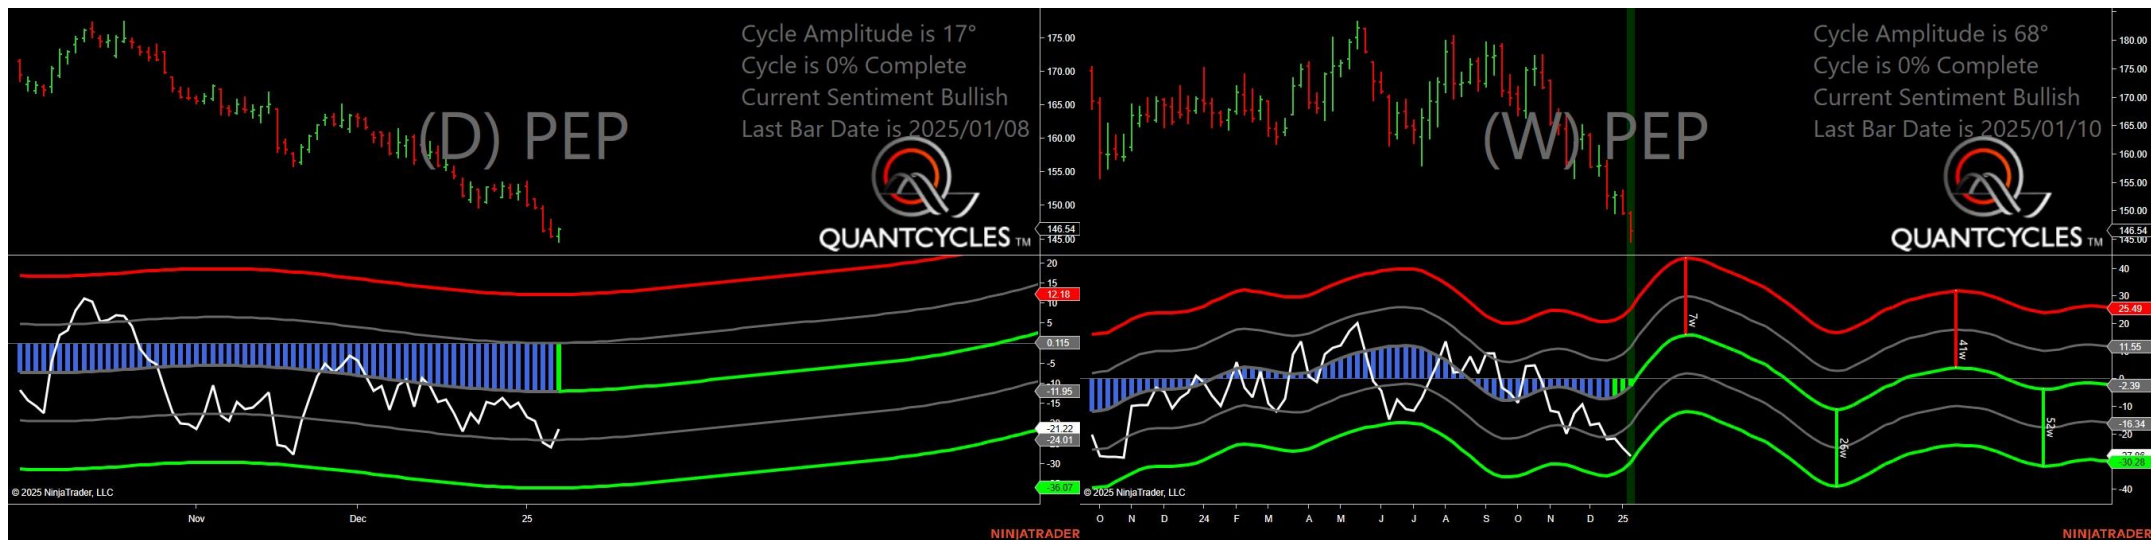 Cycle Amplitude is 17°
Cycle is 0% Complete
Current Sentiment Bullish
Last Bar Date is 2025/01/08
(D) PEP
QUANTCYCLES TM
175.00
170.00
165.00
160.00
155.00
150.00
146.54
145.00
20
15
12.18
10
5
0.115
-5
-10
-11.95
-15
-21.22
-24.01
-30
-36.07
© 2025 NinjaTrader, LLC
Nov
Dec
25
NINJATRADER
Cycle Amplitude is 68°
Cycle is 0% Complete
Current Sentiment Bullish
Last Bar Date is 2025/01/10
(W) PEP
QUANTCYCLES TM
180.00
175.00
170.00
165.00
160.00
155.00
150.00
146.54
145.00
40
30
25.49
20
11.55
0
-2.39
-10
-16.34
-20
-30.28
-40
7w
26w
41w
52w
© 2025 NinjaTrader, LLC
O N D 24 F M A M J J A S O N D 25
NINJATRADER